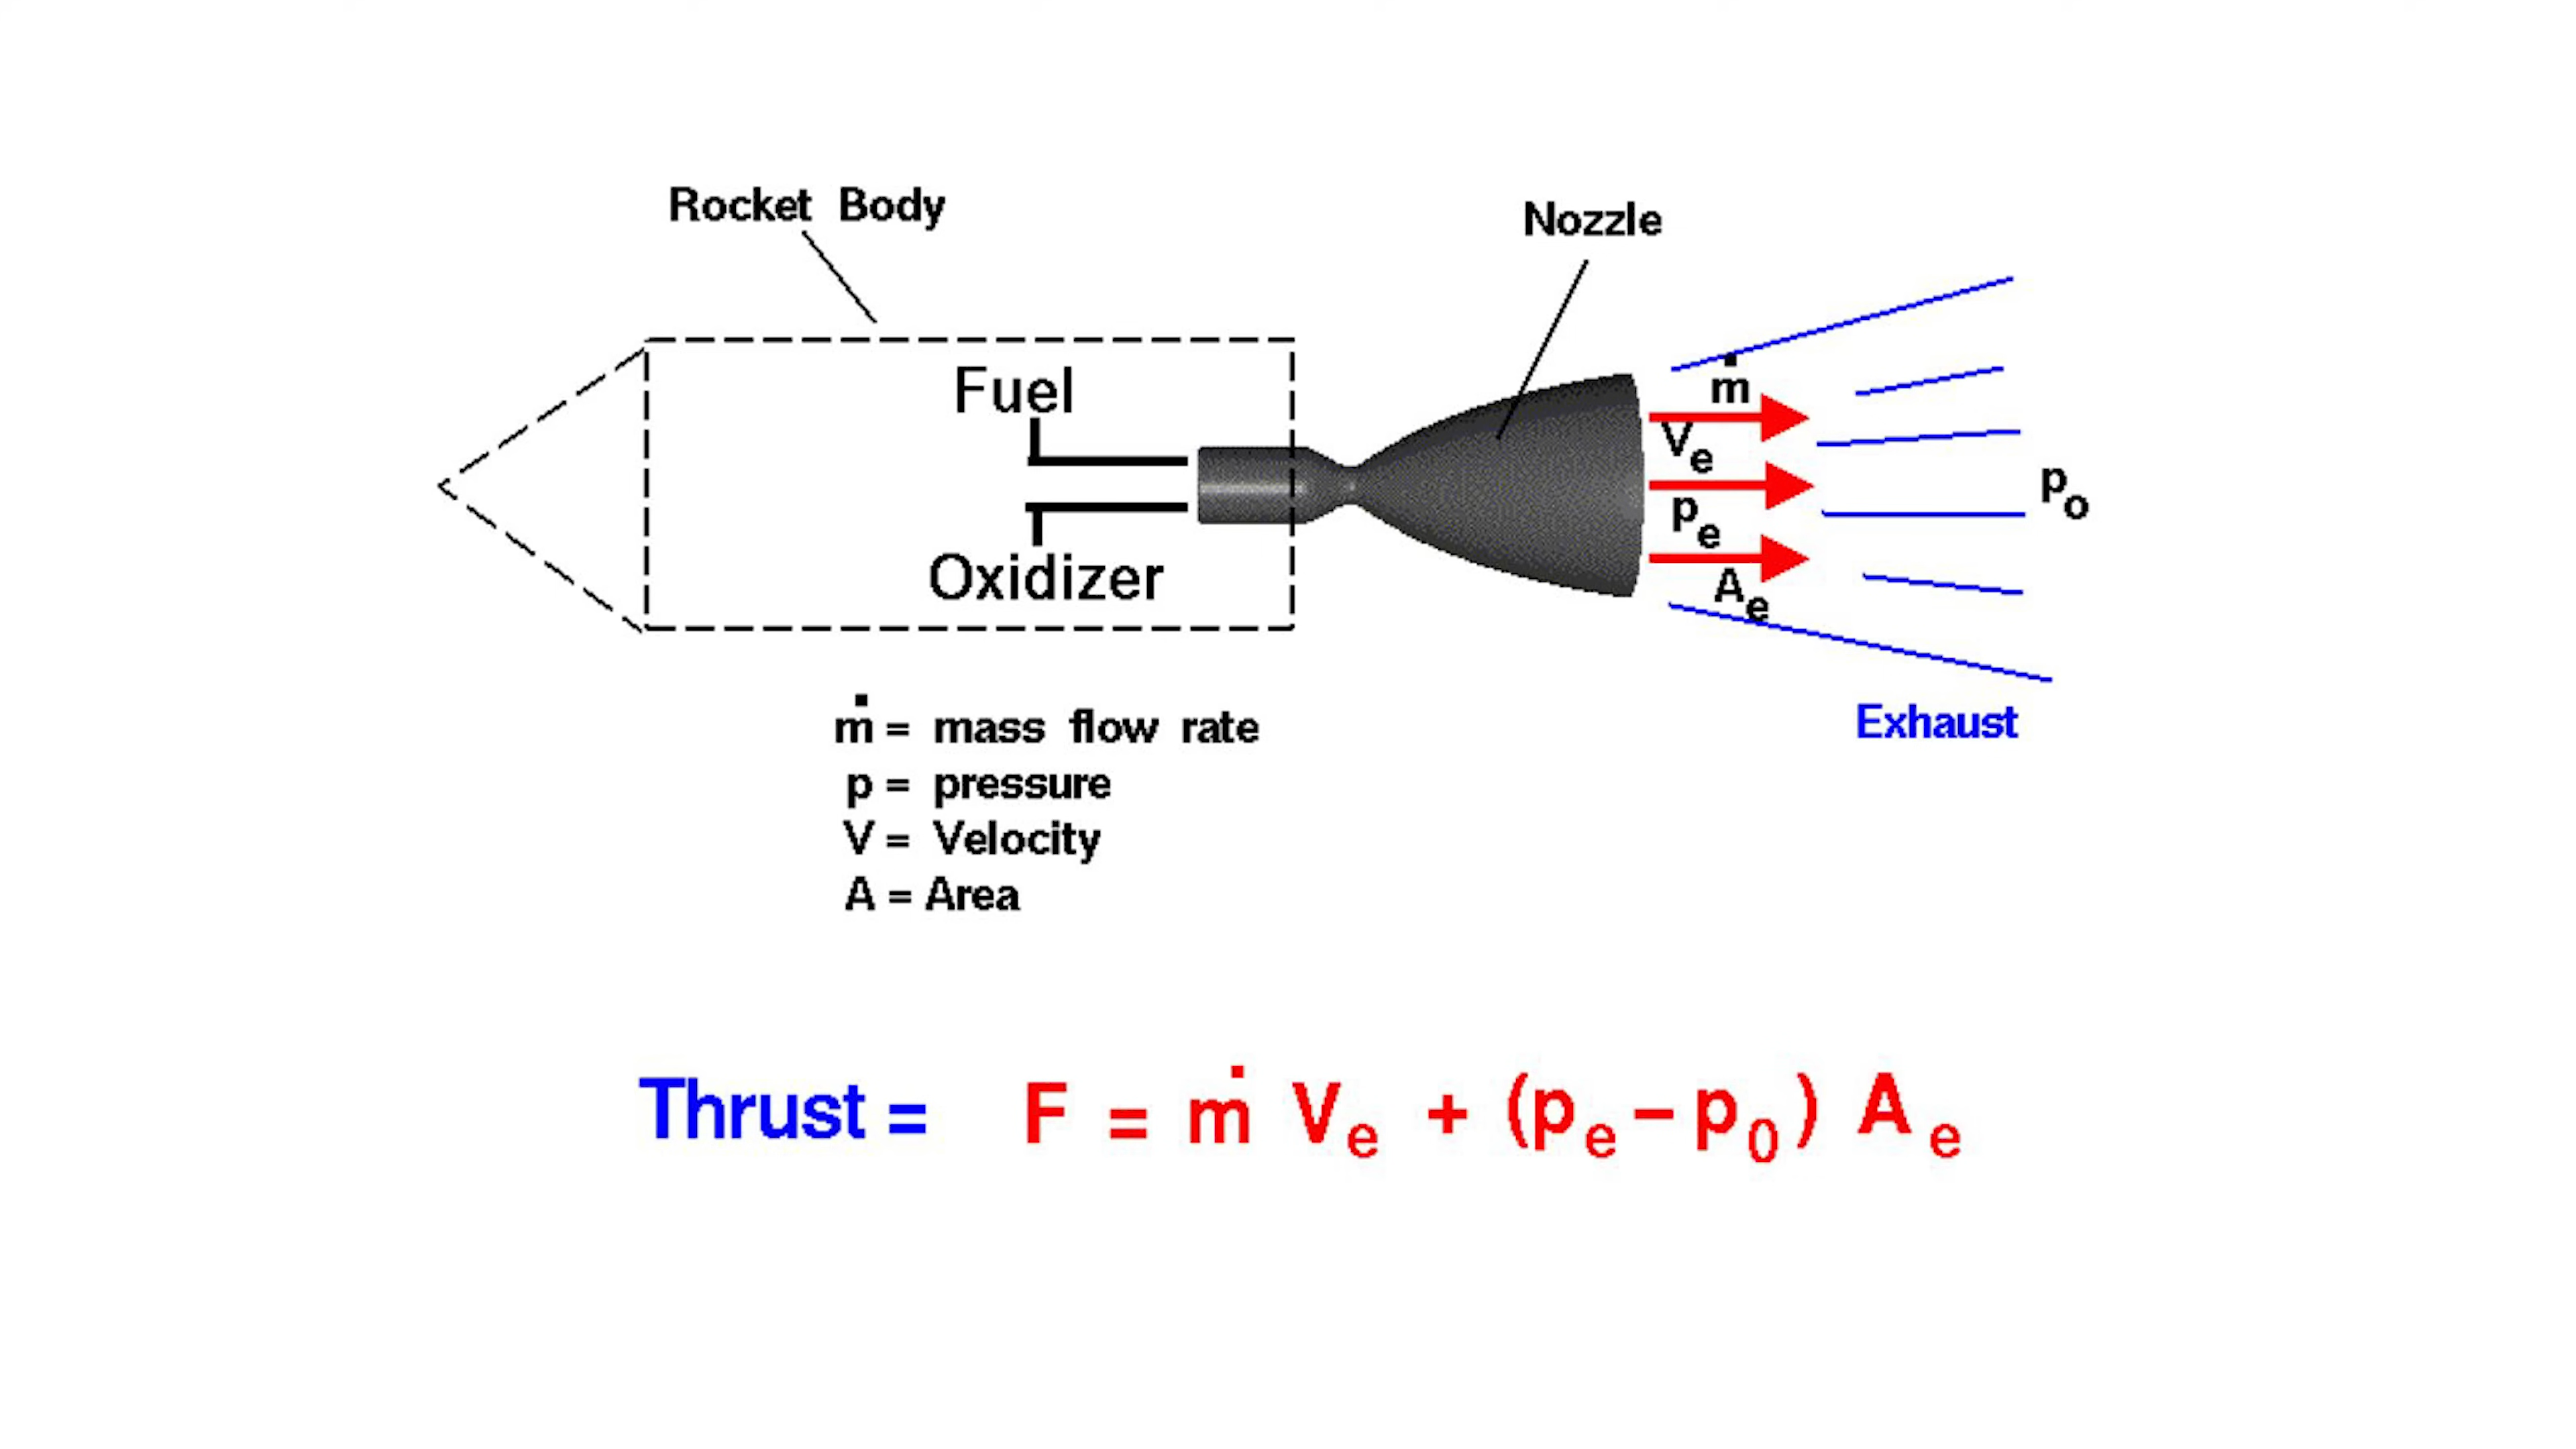 Rocket Body
Nozzle
Fuel
Oxidizer
ṁ
Ve
pe
Ae
po
Exhaust
ṁ = mass flow rate
p = pressure
V = Velocity
A = Area
Thrust = F = ṁ Ve + (pe − p0) Ae